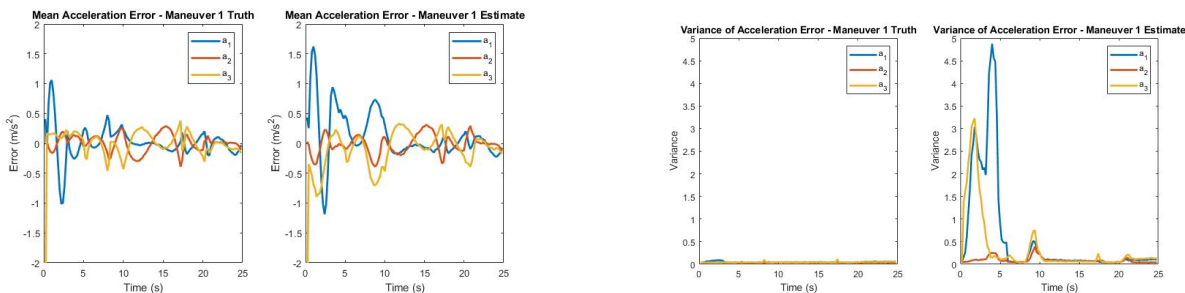 Mean Acceleration Error - Maneuver 1 Truth
2
1.5
1
0.5
0
-0.5
-1
-1.5
-2
Error (m/s²)
0 5 10 15 20 25
Time (s)
a₁
a₂
a₃
Mean Acceleration Error - Maneuver 1 Estimate
2
1.5
1
0.5
0
-0.5
-1
-1.5
-2
Error (m/s²)
0 5 10 15 20 25
Time (s)
a₁
a₂
a₃
Variance of Acceleration Error - Maneuver 1 Truth
5
4.5
4
3.5
3
2.5
2
1.5
1
0.5
0
Variance
0 5 10 15 20 25
Time (s)
a₁
a₂
a₃
Variance of Acceleration Error - Maneuver 1 Estimate
5
4.5
4
3.5
3
2.5
2
1.5
1
0.5
0
Variance
0 5 10 15 20 25
Time (s)
a₁
a₂
a₃